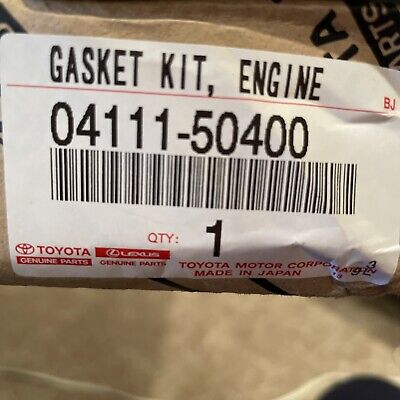 GASKET KIT, ENGINE
BJ
04111-50400
QTY: 1
TOYOTA LEXUS
GENUINE PARTS GENUINE PARTS
TOYOTA MOTOR CORPORATION
MADE IN JAPAN